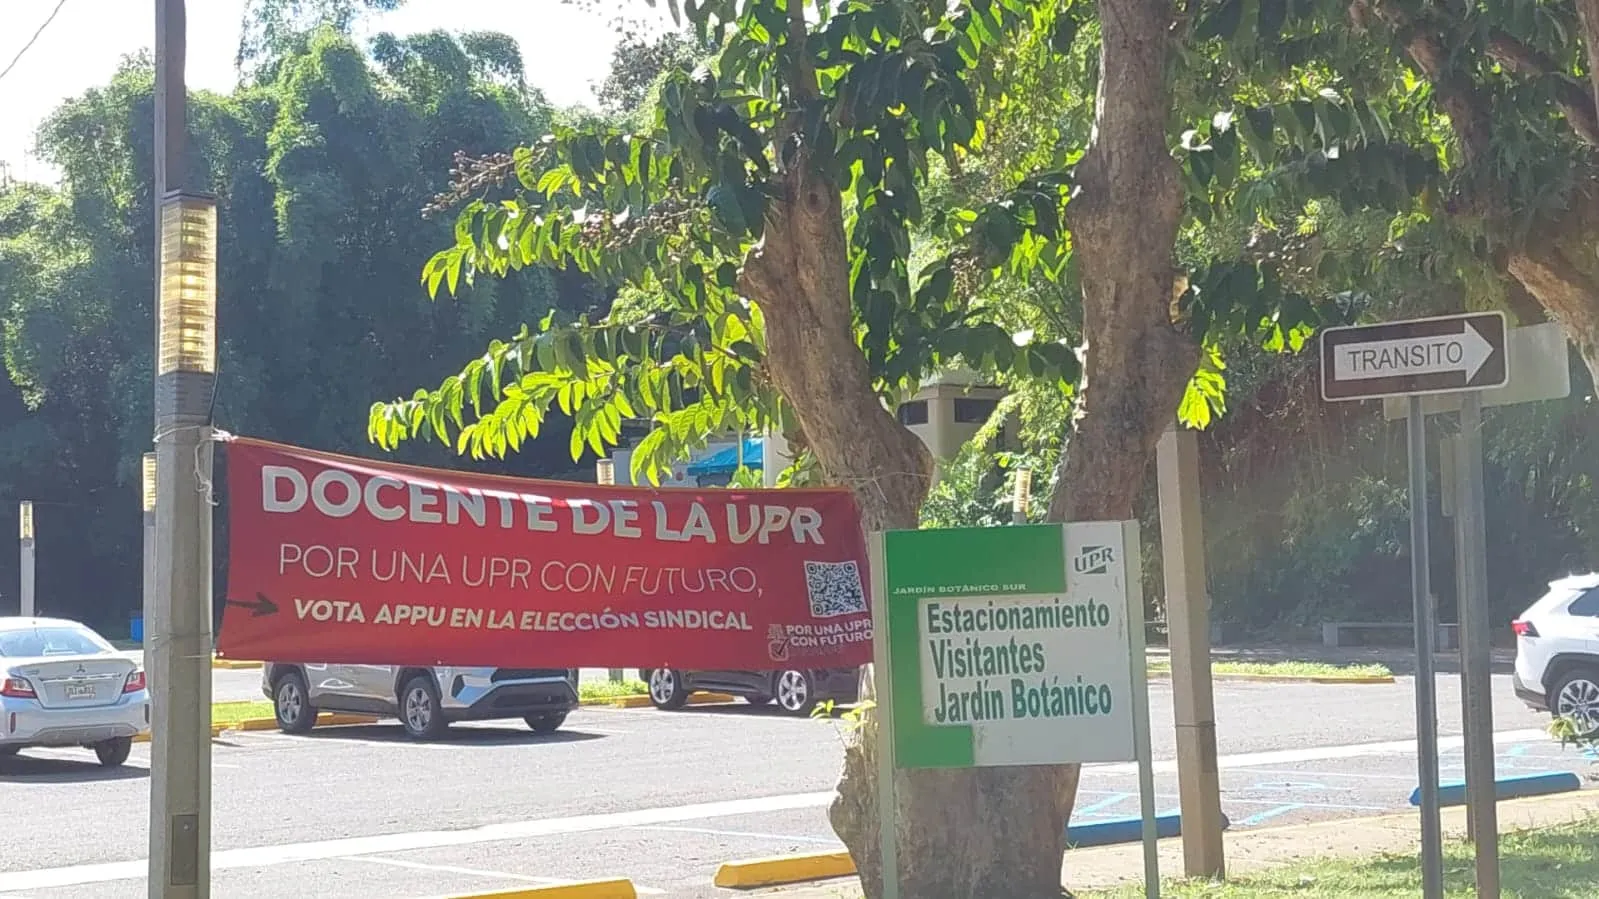 DOCENTE DE LA UPR
POR UNA UPR CON FUTURO,
VOTA APPU EN LA ELECCIÓN SINDICAL
POR UNA UPR
CON FUTURO
UPR
JARDÍN BOTÁNICO SUR
Estacionamiento
Visitantes
Jardín Botánico
TRANSITO